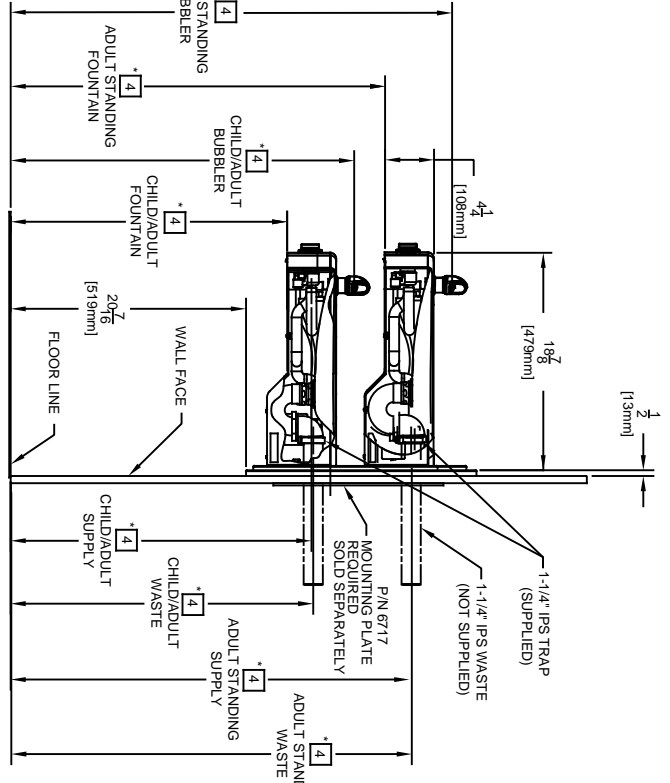 * 4
STANDING
* 4
ADULT STANDING
FOUNTAIN
* 4
CHILD/ADULT
BUBBLER
* 4
CHILD/ADULT
FOUNTAIN
20 7/16
[519mm]
WALL FACE
FLOOR LINE
4 1/4
[108mm]
18 7/8
[479mm]
1/2
[13mm]
1-1/4" IPS TRAP
(SUPPLIED)
1-1/4" IPS WASTE
(NOT SUPPLIED)
P/N 6717
MOUNTING PLATE
REQUIRED
SOLD SEPARATELY
* 4
CHILD/ADULT
SUPPLY
* 4
CHILD/ADULT
WASTE
* 4
ADULT STANDING
SUPPLY
* 4
ADULT STAN
WASTE